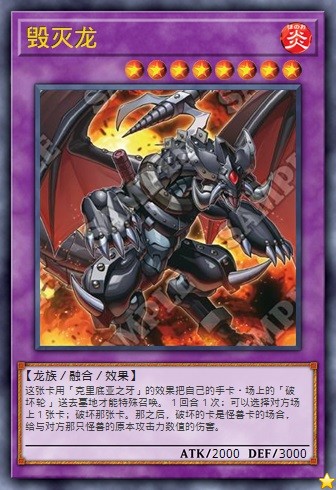 毁灭龙
炎
SAMPLE
【龙族／融合／效果】
这张卡用「克里底亚之牙」的效果把自己的手卡・场上的「破
坏轮」送去墓地才能特殊召唤。１回合１次：可以选择对方场
上１张卡；破坏那张卡。那之后，破坏的卡是怪兽卡的场合，
给与对方那只怪兽的原本攻击力数值的伤害。
ATK/2000 DEF/3000